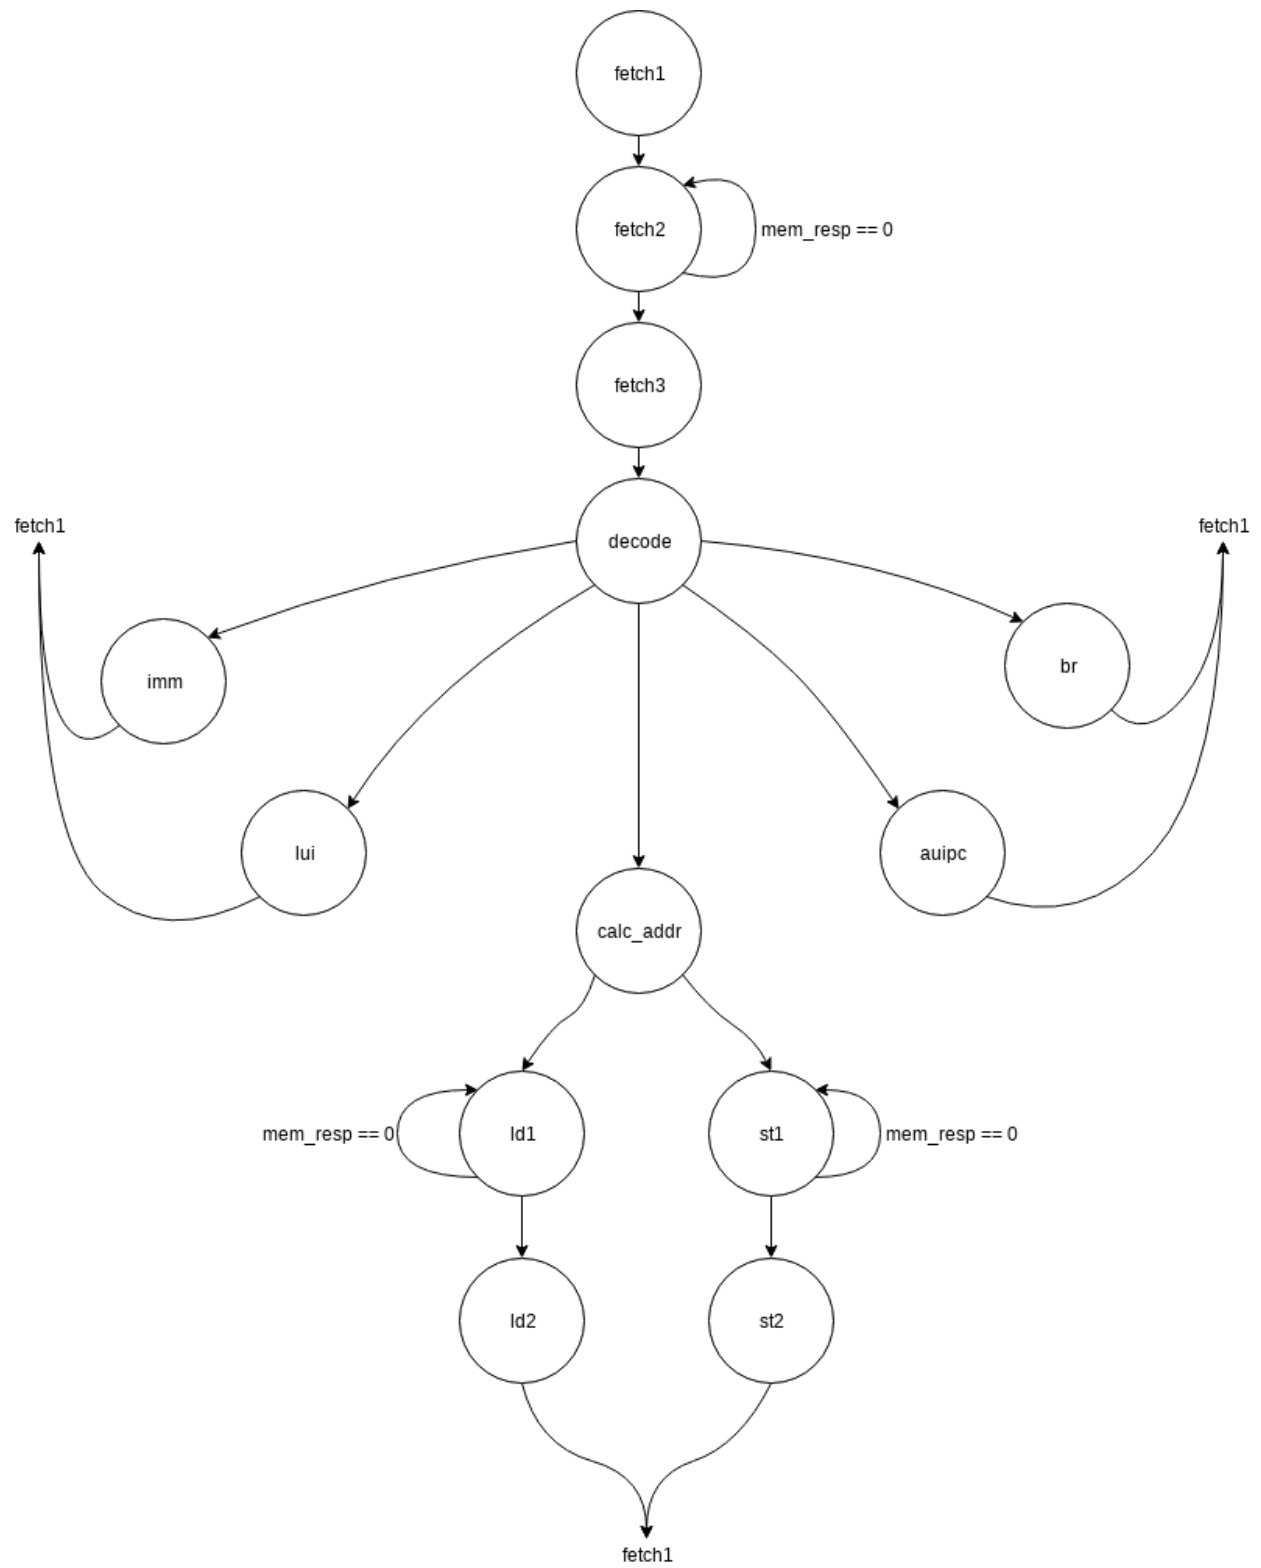 fetch1
fetch2
mem_resp == 0
fetch3
fetch1
fetch1
decode
imm
br
lui
auipc
calc_addr
mem_resp == 0
ld1
st1
mem_resp == 0
ld2
st2
fetch1